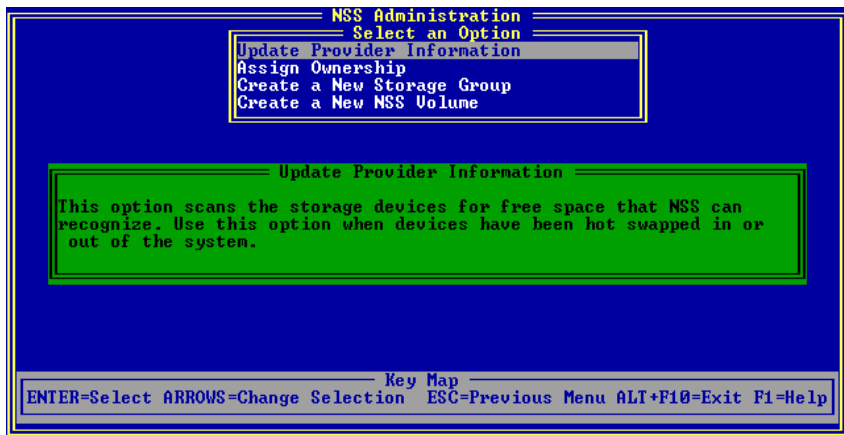 NSS Administration
Select an Option
Update Provider Information
Assign Ownership
Create a New Storage Group
Create a New NSS Volume
Update Provider Information
This option scans the storage devices for free space that NSS can
recognize. Use this option when devices have been hot swapped in or
out of the system.
Key Map
ENTER=Select ARROWS=Change Selection ESC=Previous Menu ALT+F10=Exit F1=Help